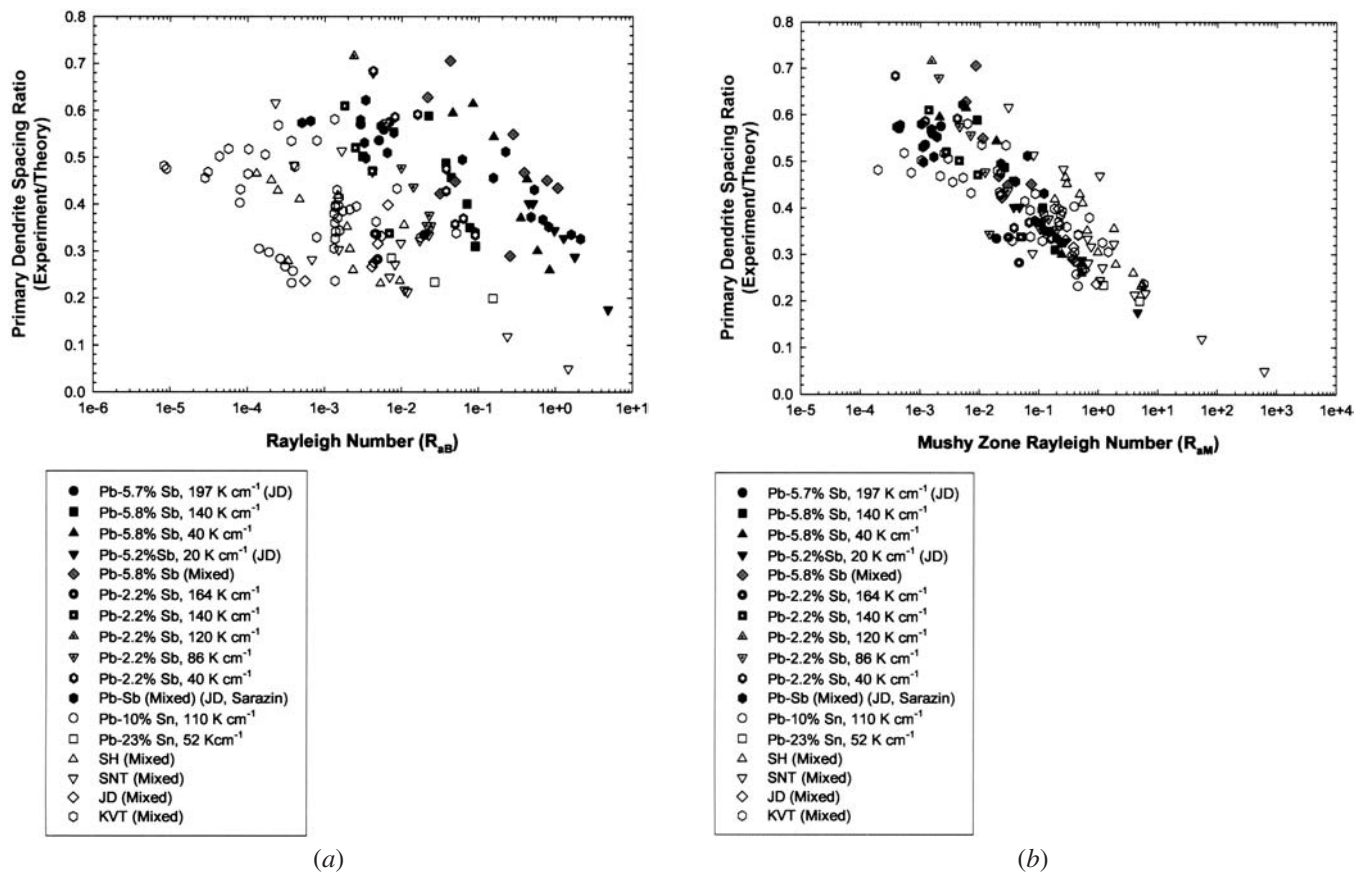 Primary Dendrite Spacing Ratio
(Experiment/Theory)
0.8
0.7
0.6
0.5
0.4
0.3
0.2
0.1
0.0
1e-6 1e-5 1e-4 1e-3 1e-2 1e-1 1e+0 1e+1
Rayleigh Number (RaB)
Pb-5.7% Sb, 197 K cm⁻¹ (JD)
Pb-5.8% Sb, 140 K cm⁻¹
Pb-5.8% Sb, 40 K cm⁻¹
Pb-5.2%Sb, 20 K cm⁻¹ (JD)
Pb-5.8% Sb (Mixed)
Pb-2.2% Sb, 164 K cm⁻¹
Pb-2.2% Sb, 140 K cm⁻¹
Pb-2.2% Sb, 120 K cm⁻¹
Pb-2.2% Sb, 86 K cm⁻¹
Pb-2.2% Sb, 40 K cm⁻¹
Pb-Sb (Mixed) (JD, Sarazin)
Pb-10% Sn, 110 K cm⁻¹
Pb-23% Sn, 52 Kcm⁻¹
SH (Mixed)
SNT (Mixed)
JD (Mixed)
KVT (Mixed)
(a)
Primary Dendrite Spacing Ratio
(Experiment/Theory)
0.8
0.7
0.6
0.5
0.4
0.3
0.2
0.1
0.0
1e-5 1e-4 1e-3 1e-2 1e-1 1e+0 1e+1 1e+2 1e+3 1e+4
Mushy Zone Rayleigh Number (RaM)
Pb-5.7% Sb, 197 K cm⁻¹ (JD)
Pb-5.8% Sb, 140 K cm⁻¹
Pb-5.8% Sb, 40 K cm⁻¹
Pb-5.2%Sb, 20 K cm⁻¹ (JD)
Pb-5.8% Sb (Mixed)
Pb-2.2% Sb, 164 K cm⁻¹
Pb-2.2% Sb, 140 K cm⁻¹
Pb-2.2% Sb, 120 K cm⁻¹
Pb-2.2% Sb, 86 K cm⁻¹
Pb-2.2% Sb, 40 K cm⁻¹
Pb-Sb (Mixed) (JD, Sarazin)
Pb-10% Sn, 110 K cm⁻¹
Pb-23% Sn, 52 K cm⁻¹
SH (Mixed)
SNT (Mixed)
JD (Mixed)
KVT (Mixed)
(b)